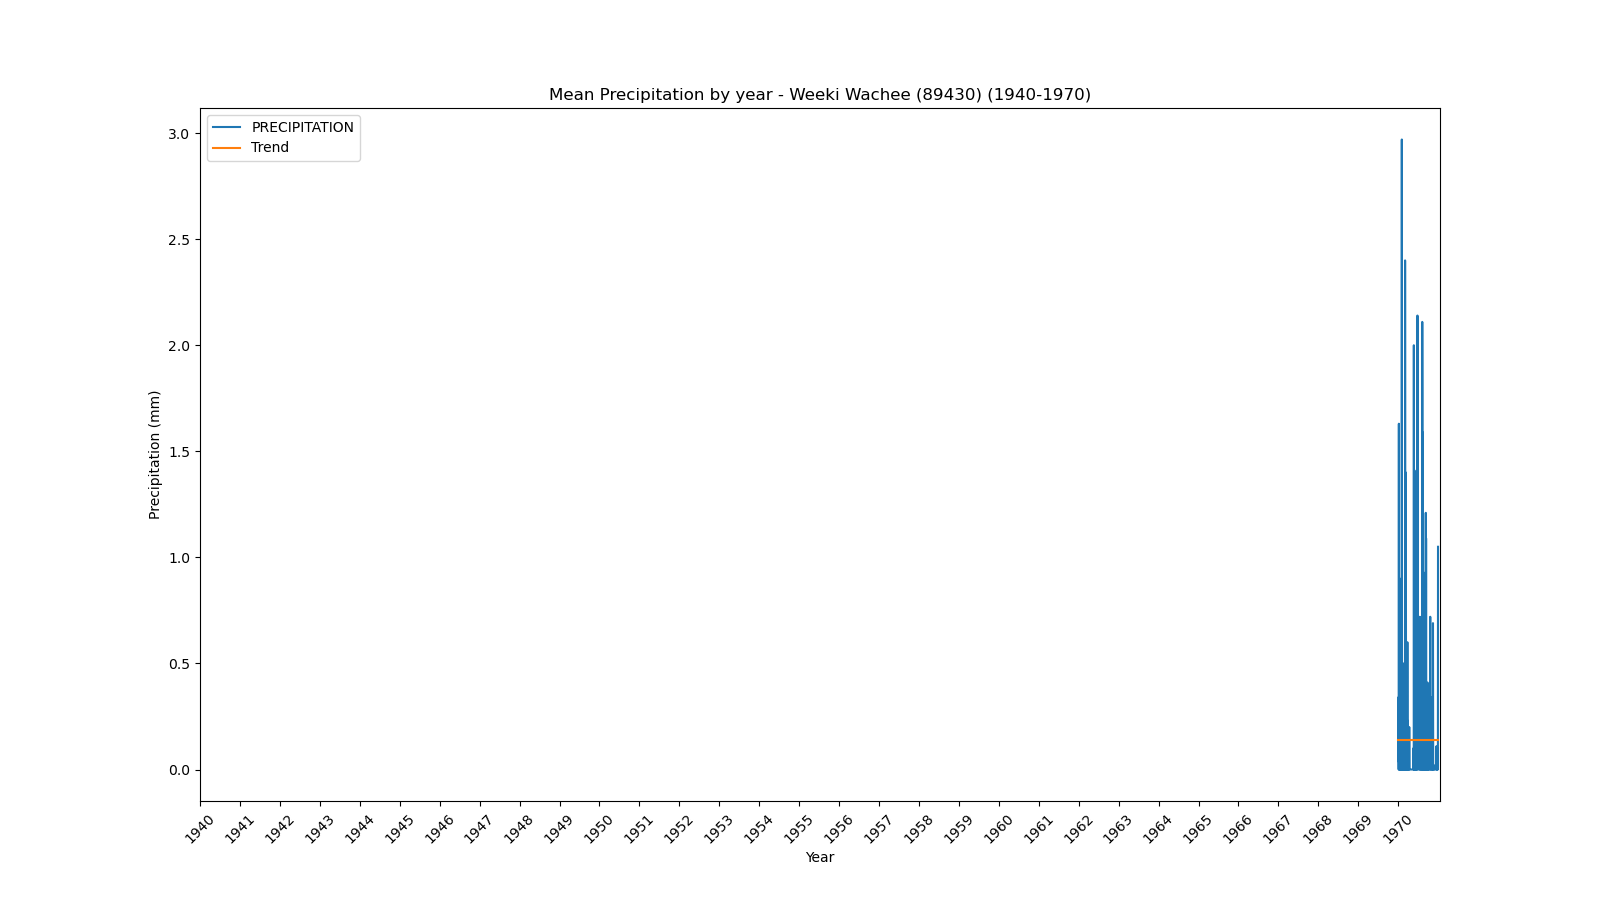 Mean Precipitation by year - Weeki Wachee (89430) (1940-1970)
PRECIPITATION
Trend
3.0
2.5
2.0
1.5
1.0
0.5
0.0
Precipitation (mm)
1940 1941 1942 1943 1944 1945 1946 1947 1948 1949 1950 1951 1952 1953 1954 1955 1956 1957 1958 1959 1960 1961 1962 1963 1964 1965 1966 1967 1968 1969 1970
Year